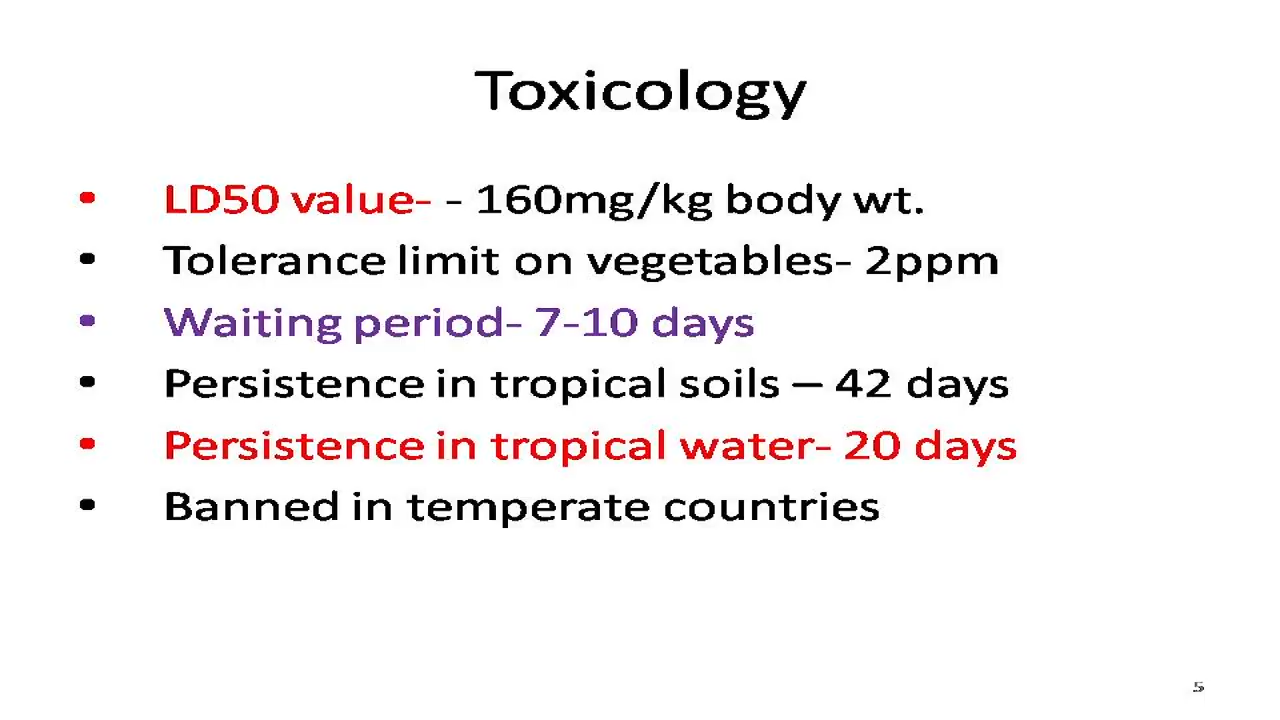 Toxicology
• LD50 value- - 160mg/kg body wt.
• Tolerance limit on vegetables- 2ppm
• Waiting period- 7-10 days
• Persistence in tropical soils – 42 days
• Persistence in tropical water- 20 days
• Banned in temperate countries
5